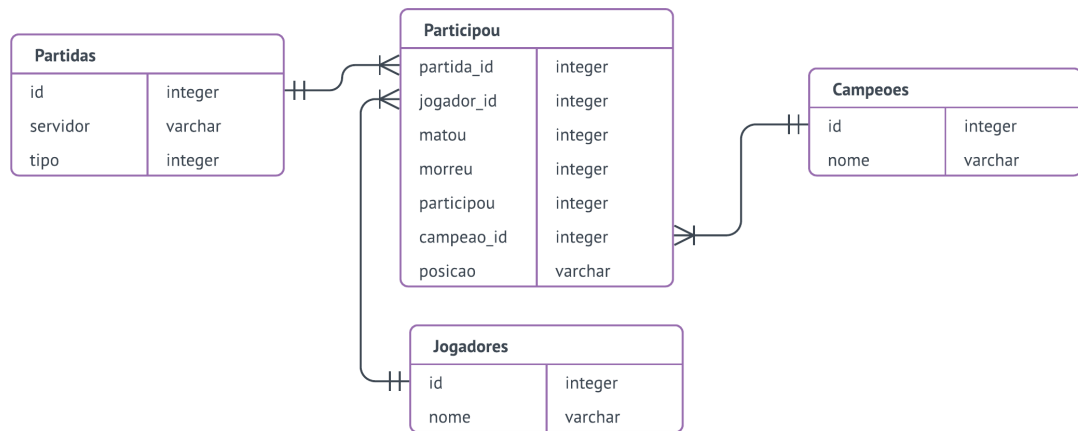 Partidas
id integer
servidor varchar
tipo integer
Participou
partida_id integer
jogador_id integer
matou integer
morreu integer
participou integer
campeao_id integer
posicao varchar
Campeoes
id integer
nome varchar
Jogadores
id integer
nome varchar